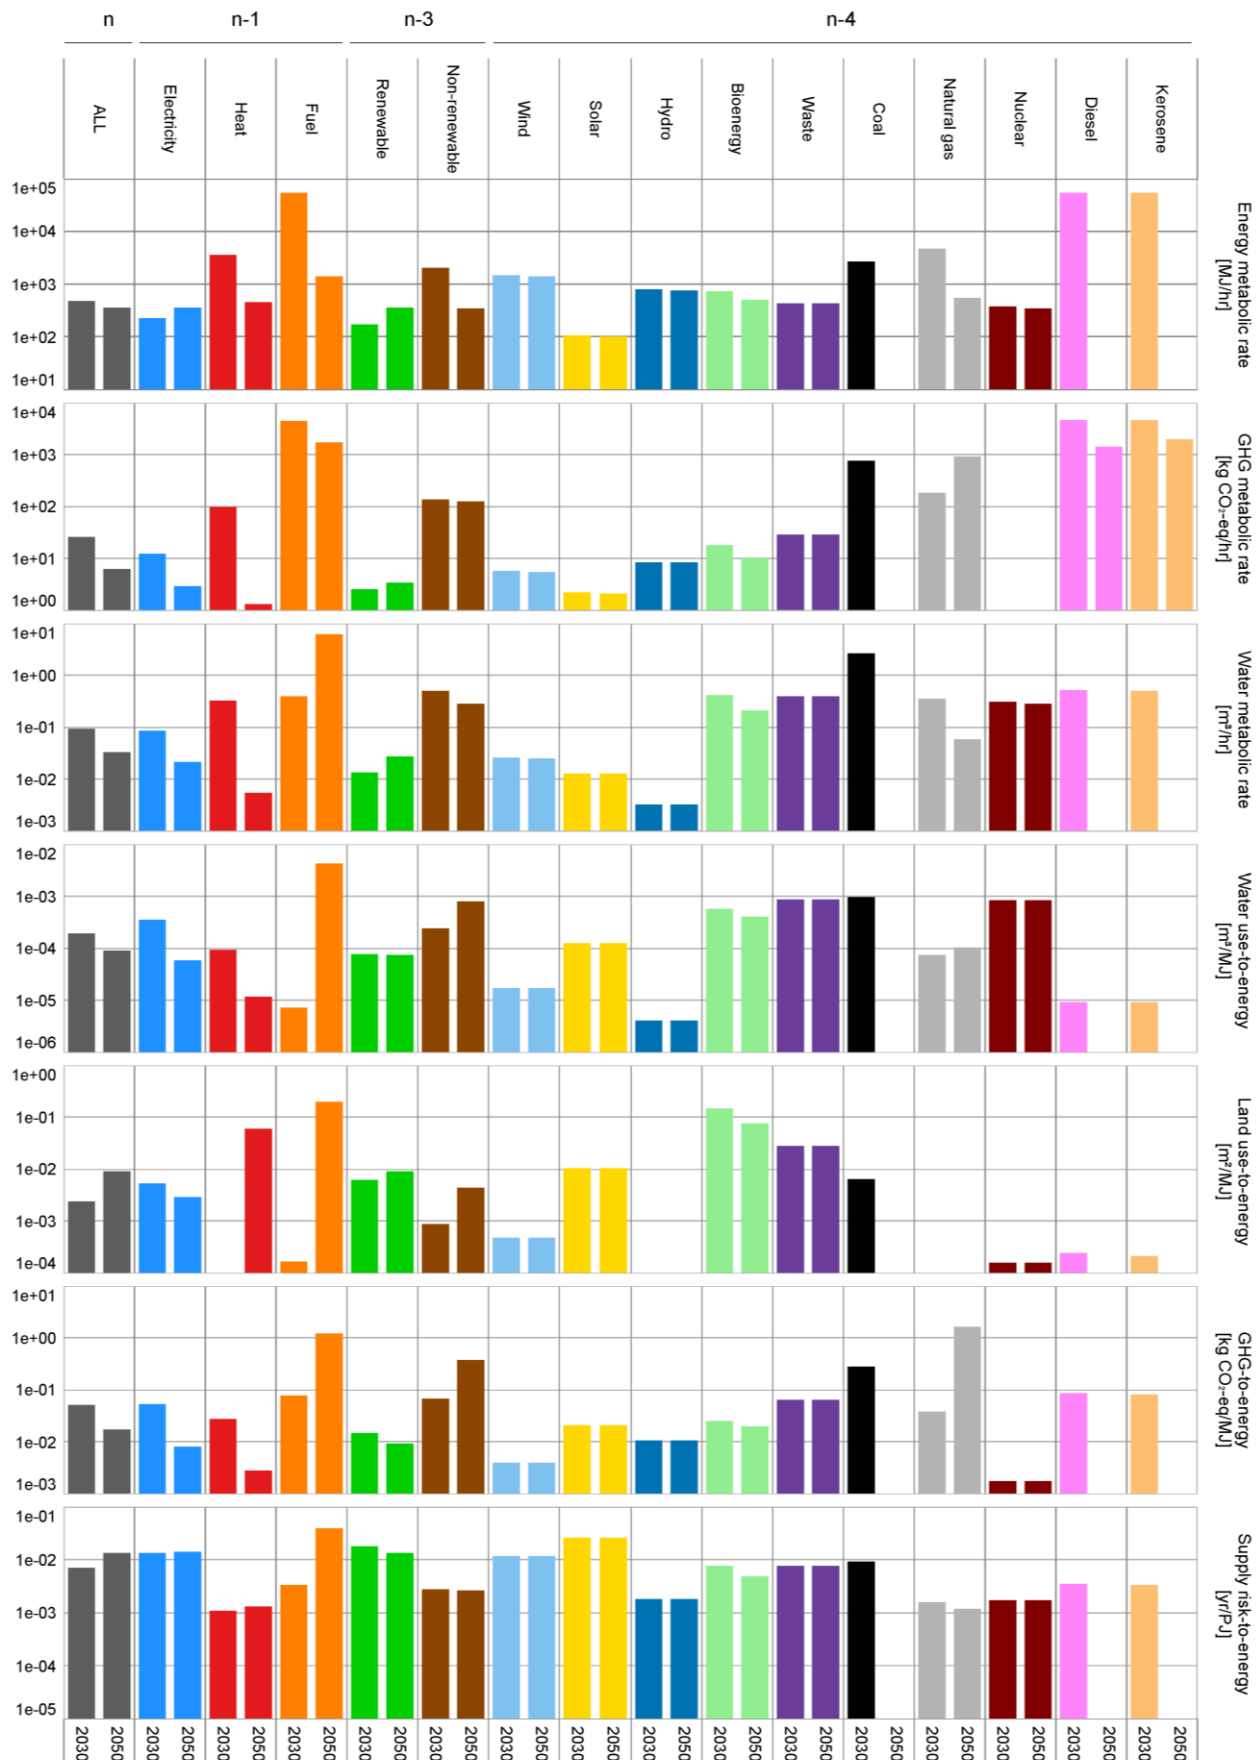 n n-1 n-3 n-4
ALL Electricity Heat Fuel Renewable Non-renewable Wind Solar Hydro Bioenergy Waste Coal Natural gas Nuclear Diesel Kerosene
1e+05
1e+04
1e+03
1e+02
1e+01
Energy metabolic rate
[MJ/hr]
1e+04
1e+03
1e+02
1e+01
1e+00
GHG metabolic rate
[kg CO₂-eq/hr]
1e+01
1e+00
1e-01
1e-02
1e-03
Water metabolic rate
[m³/hr]
1e-02
1e-03
1e-04
1e-05
1e-06
Water use-to-energy
[m³/MJ]
1e+00
1e-01
1e-02
1e-03
1e-04
Land use-to-energy
[m²/MJ]
1e+01
1e+00
1e-01
1e-02
1e-03
GHG-to-energy
[kg CO₂-eq/MJ]
1e-01
1e-02
1e-03
1e-04
1e-05
Supply risk-to-energy
[yr/PJ]
2030 2050 2030 2050 2030 2050 2030 2050 2030 2050 2030 2050 2030 2050 2030 2050 2030 2050 2030 2050 2030 2050 2030 2050 2030 2050 2030 2050 2030 2050 2030 2050